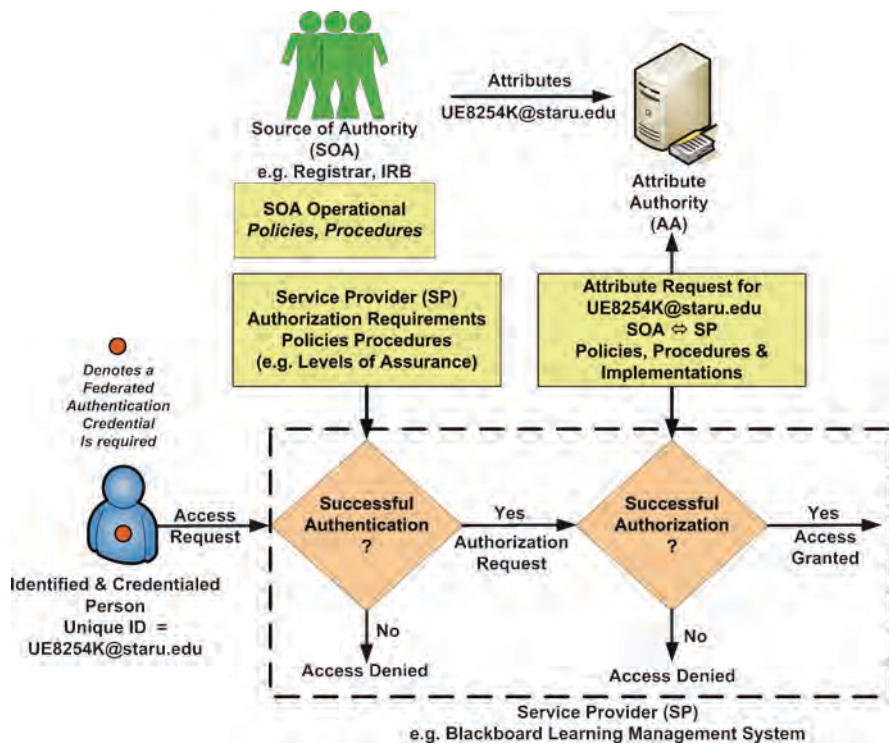 Source of Authority
(SOA)
e.g. Registrar, IRB
Attributes
UE8254K@staru.edu
Attribute
Authority
(AA)
SOA Operational
Policies, Procedures
Service Provider (SP)
Authorization Requirements
Policies Procedures
(e.g. Levels of Assurance)
Attribute Request for
UE8254K@staru.edu
SOA ⇔ SP
Policies, Procedures &
Implementations
Denotes a
Federated
Authentication
Credential
Is required
Access
Request
Identified & Credentialed
Person
Unique ID =
UE8254K@staru.edu
Successful
Authentication
?
Yes
Authorization
Request
No
Access Denied
Successful
Authorization
?
Yes
Access
Granted
No
Access Denied
Service Provider (SP)
e.g. Blackboard Learning Management System